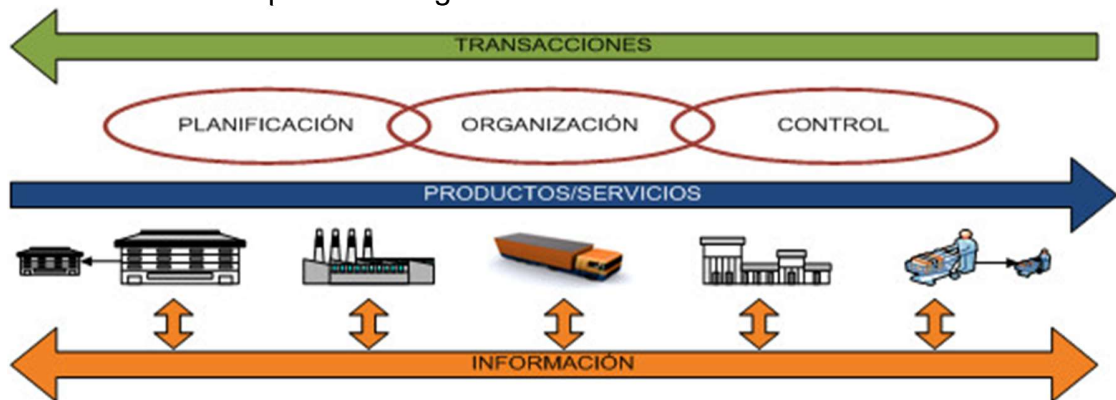 TRANSACCIONES
PLANIFICACIÓN
ORGANIZACIÓN
CONTROL
PRODUCTOS/SERVICIOS
INFORMACIÓN